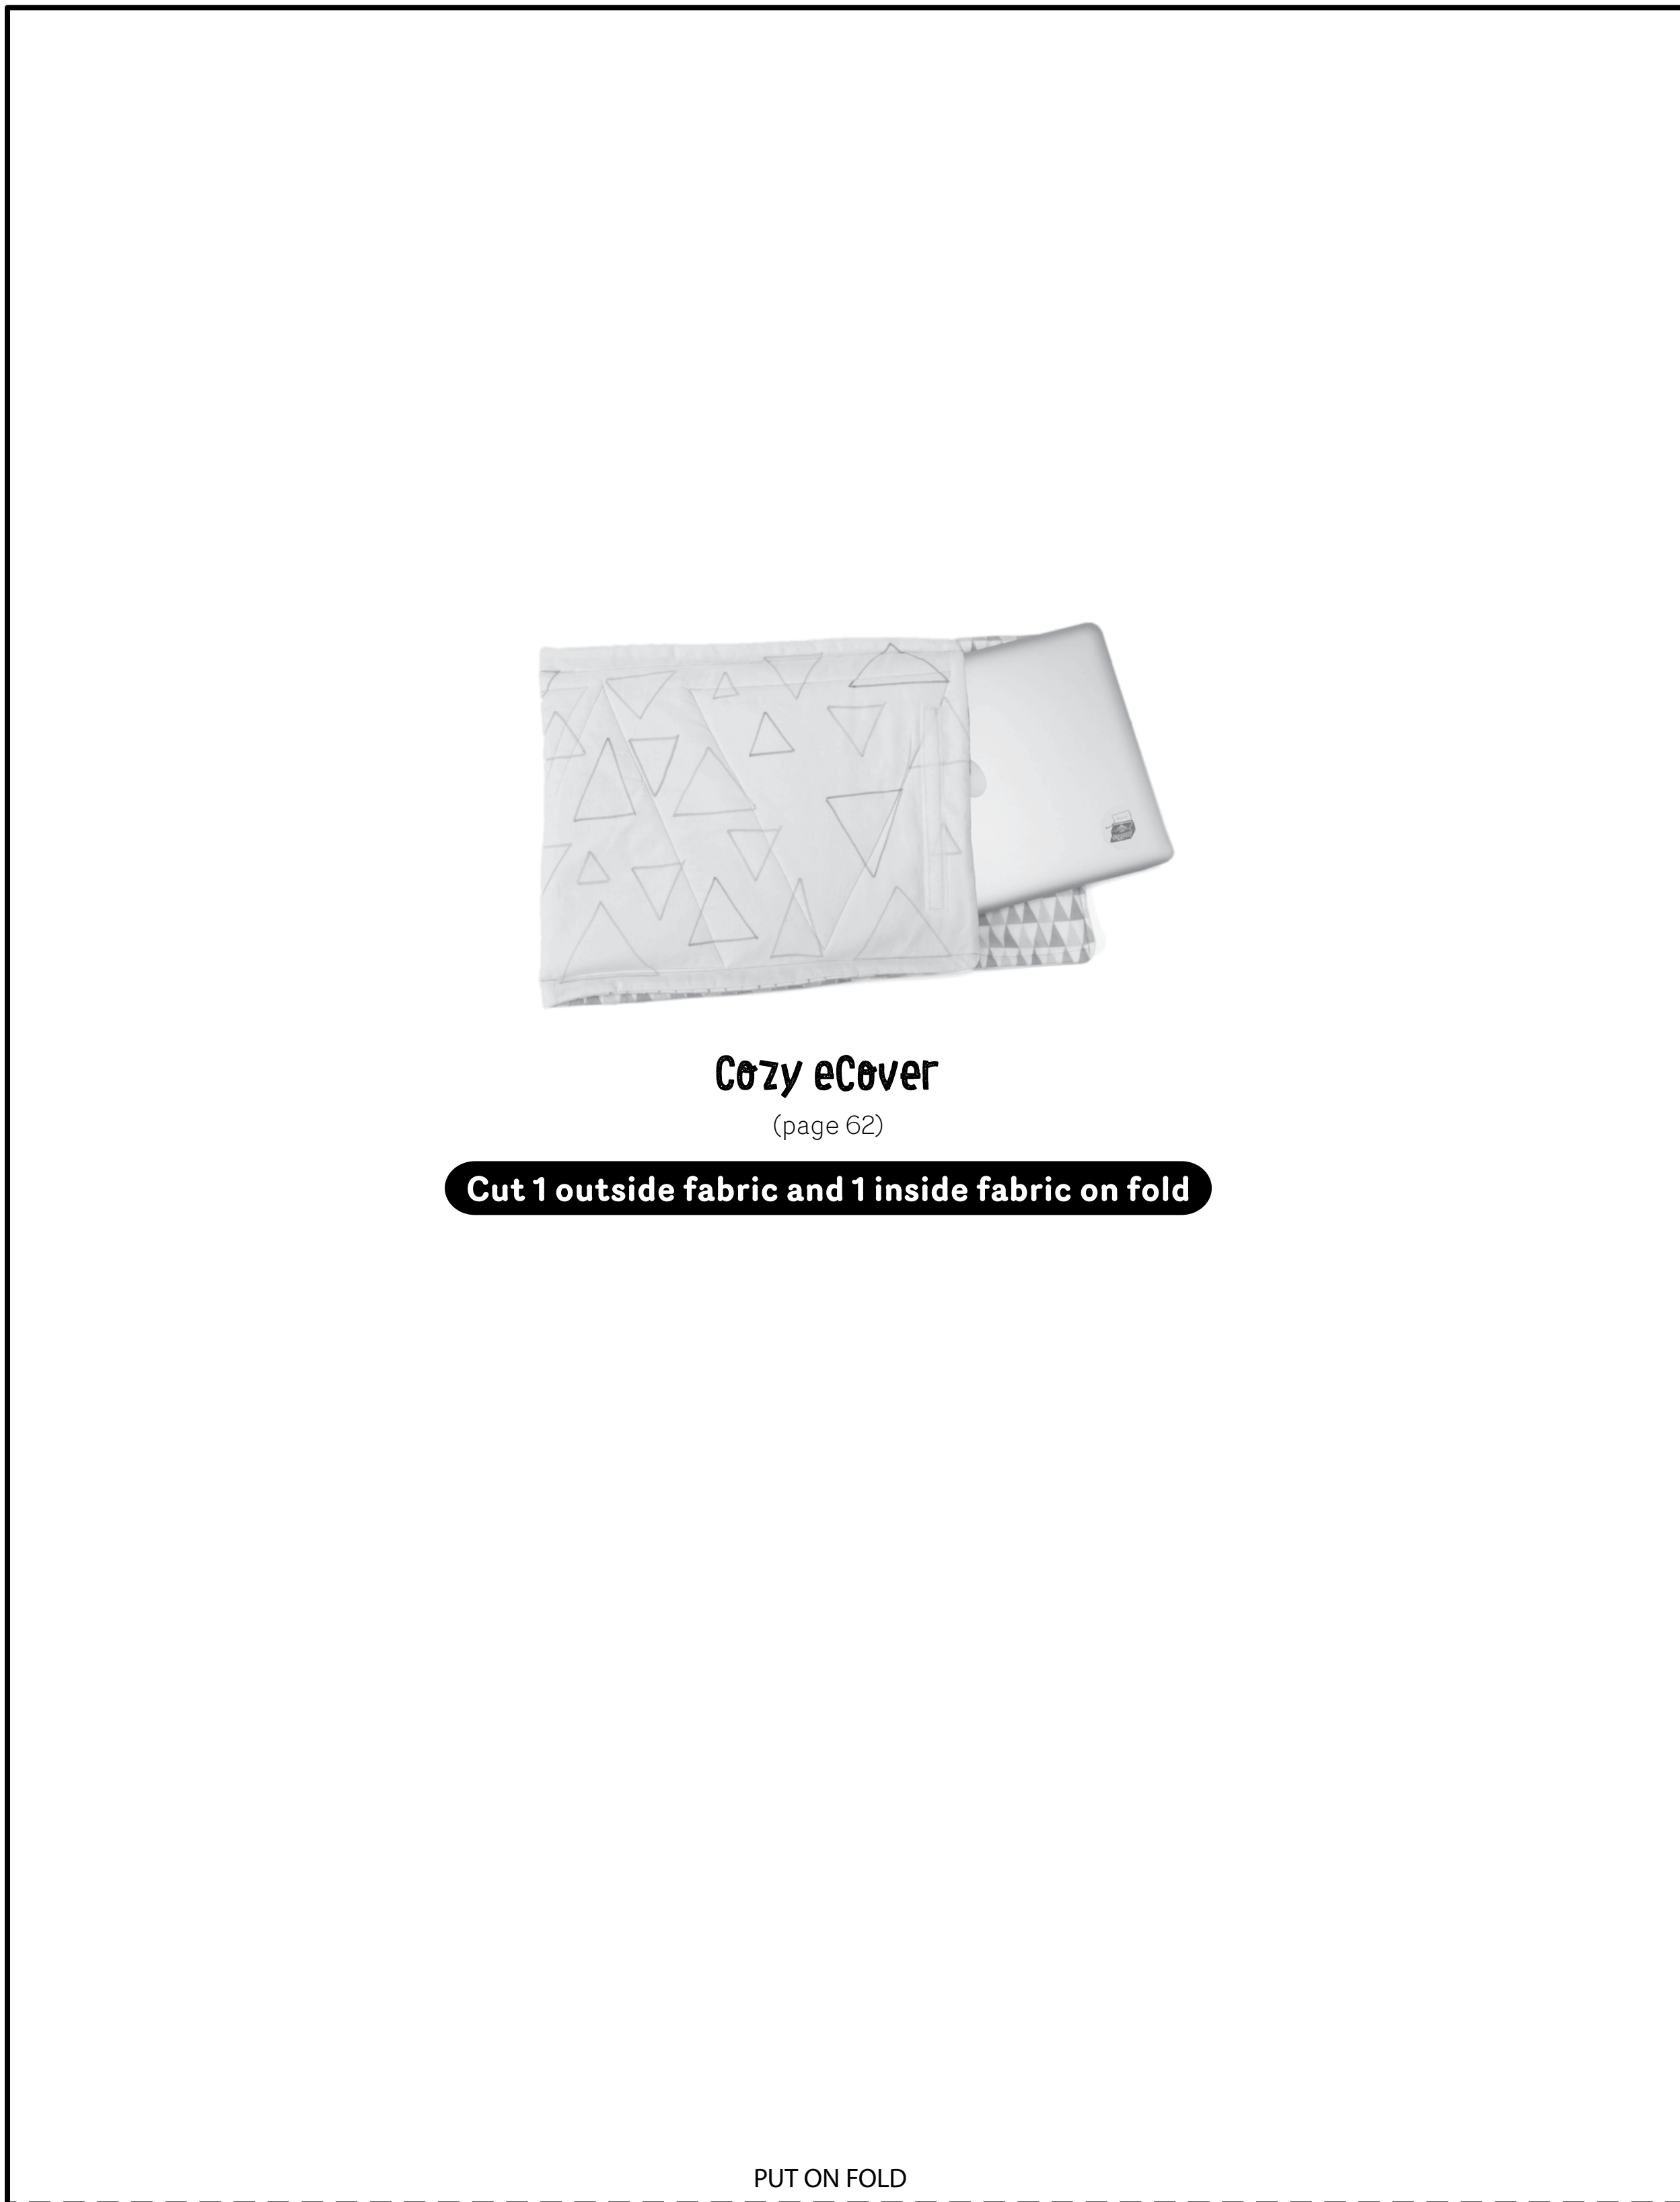 Cozy eCover
(page 62)
Cut 1 outside fabric and 1 inside fabric on fold
PUT ON FOLD